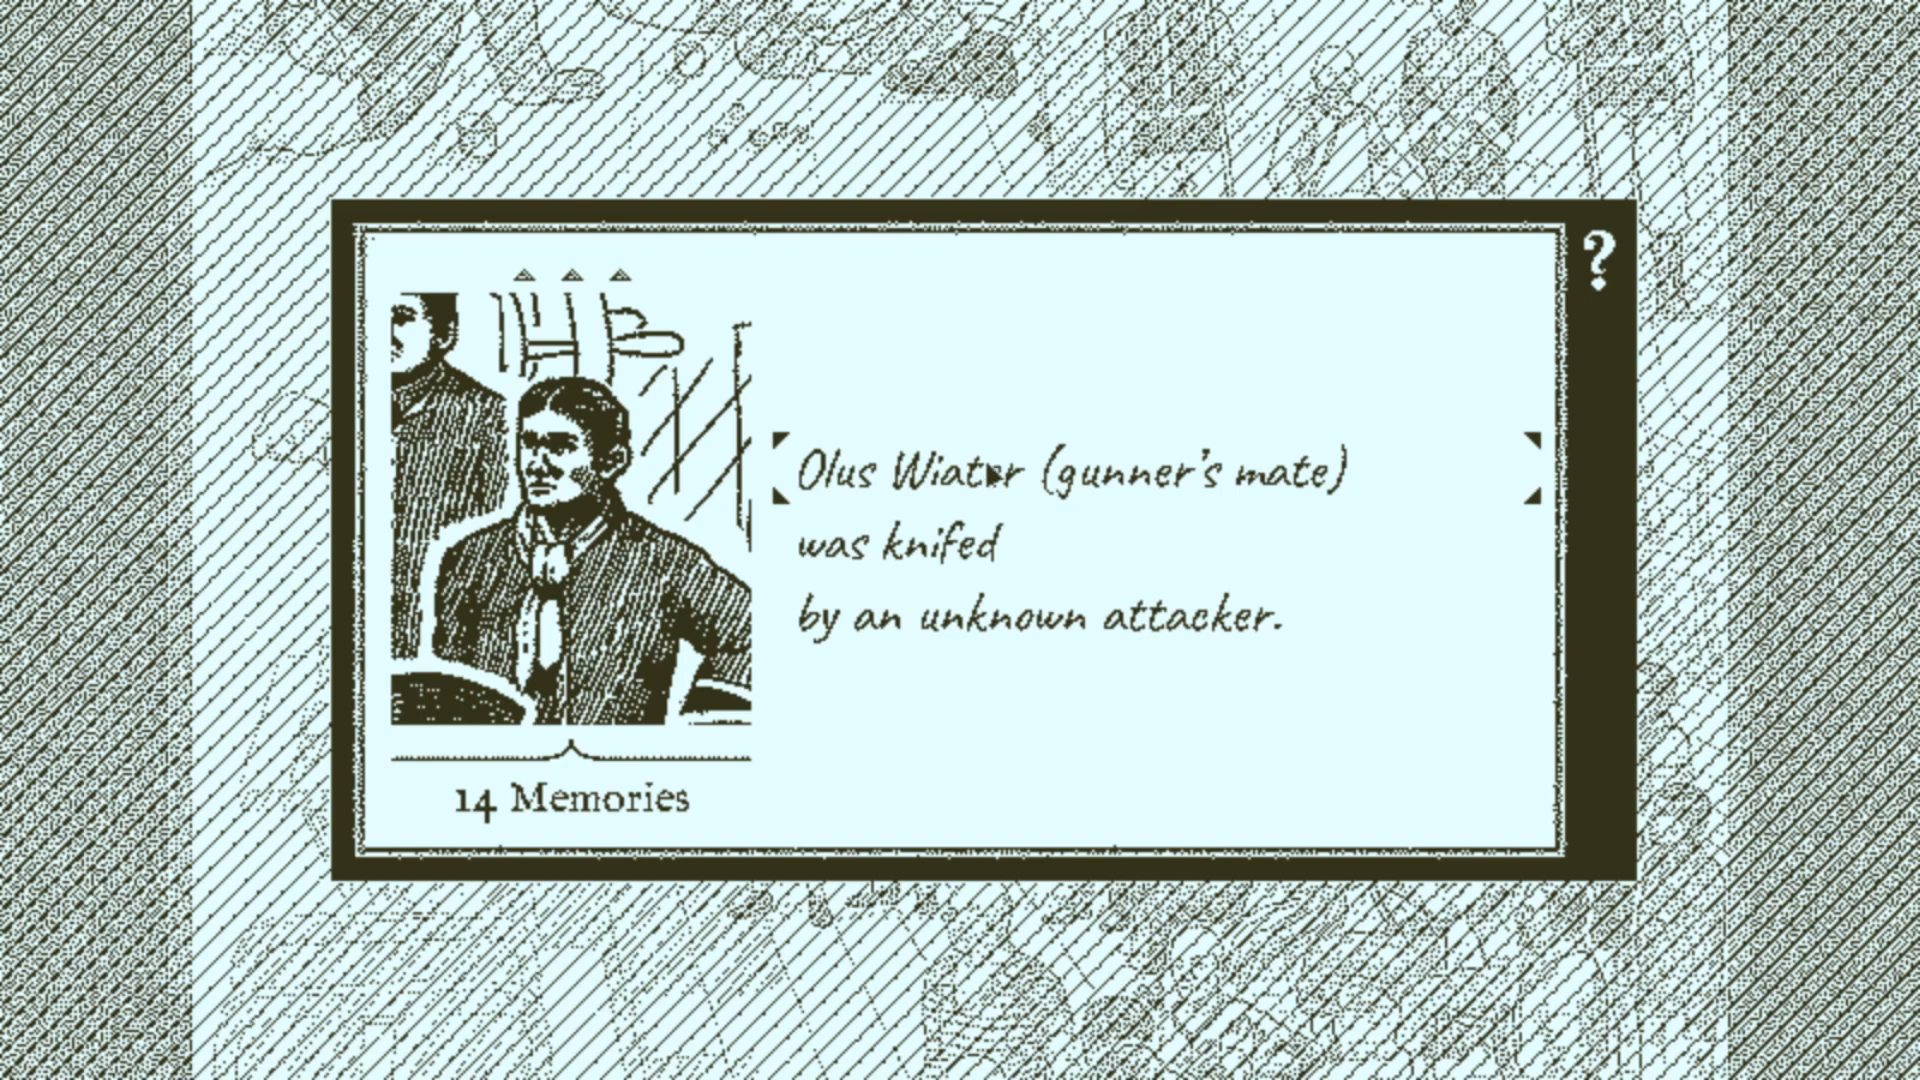 ?
Olus Wiater (gunner's mate)
was knifed
by an unknown attacker.
14 Memories